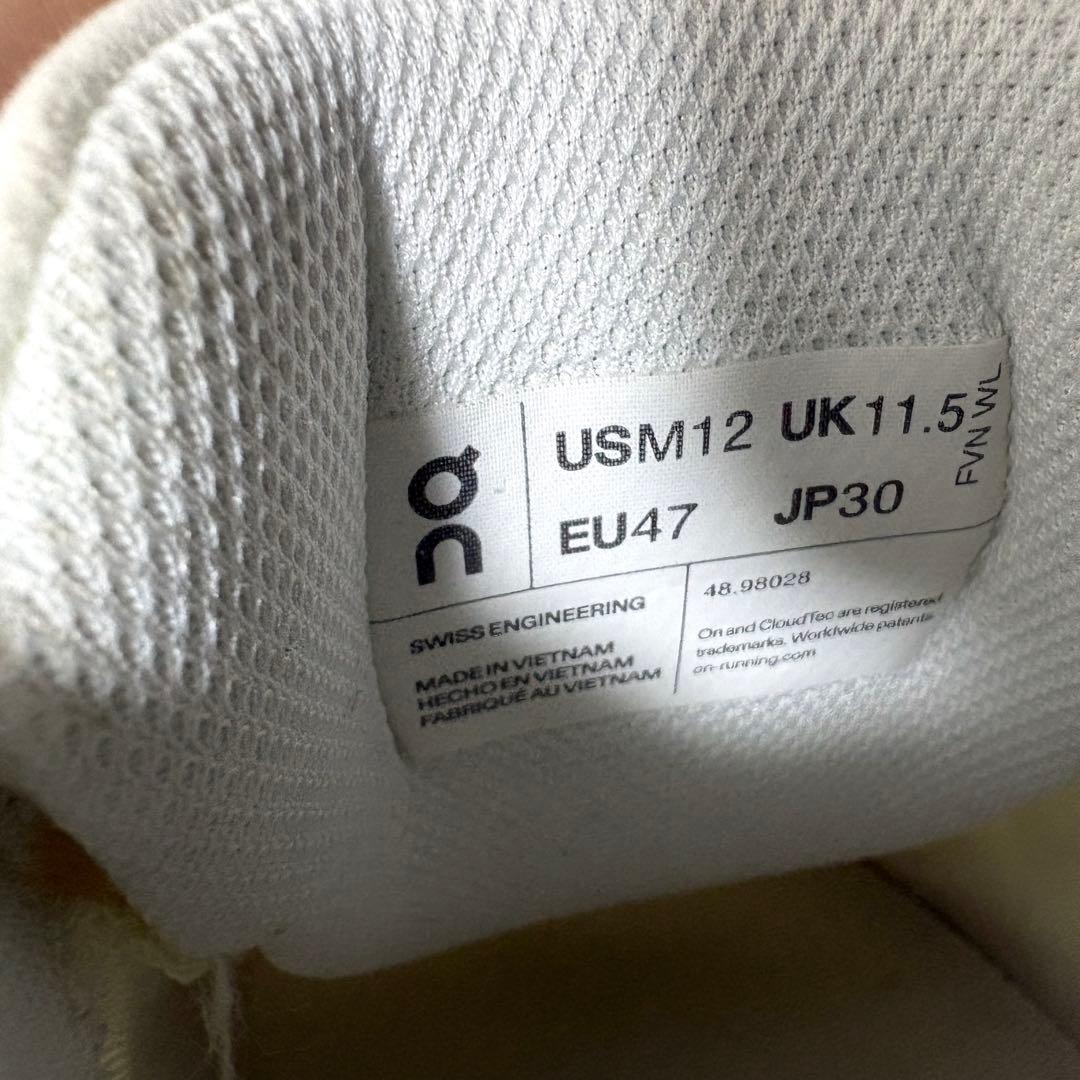 On
USM12 UK11.5
EU47 JP30
FVN WL
SWISS ENGINEERING
MADE IN VIETNAM
HECHO EN VIETNAM
FABRIQUÉ AU VIETNAM
48.98028
On and CloudTec are registered
trademarks. Worldwide patents
on-running.com